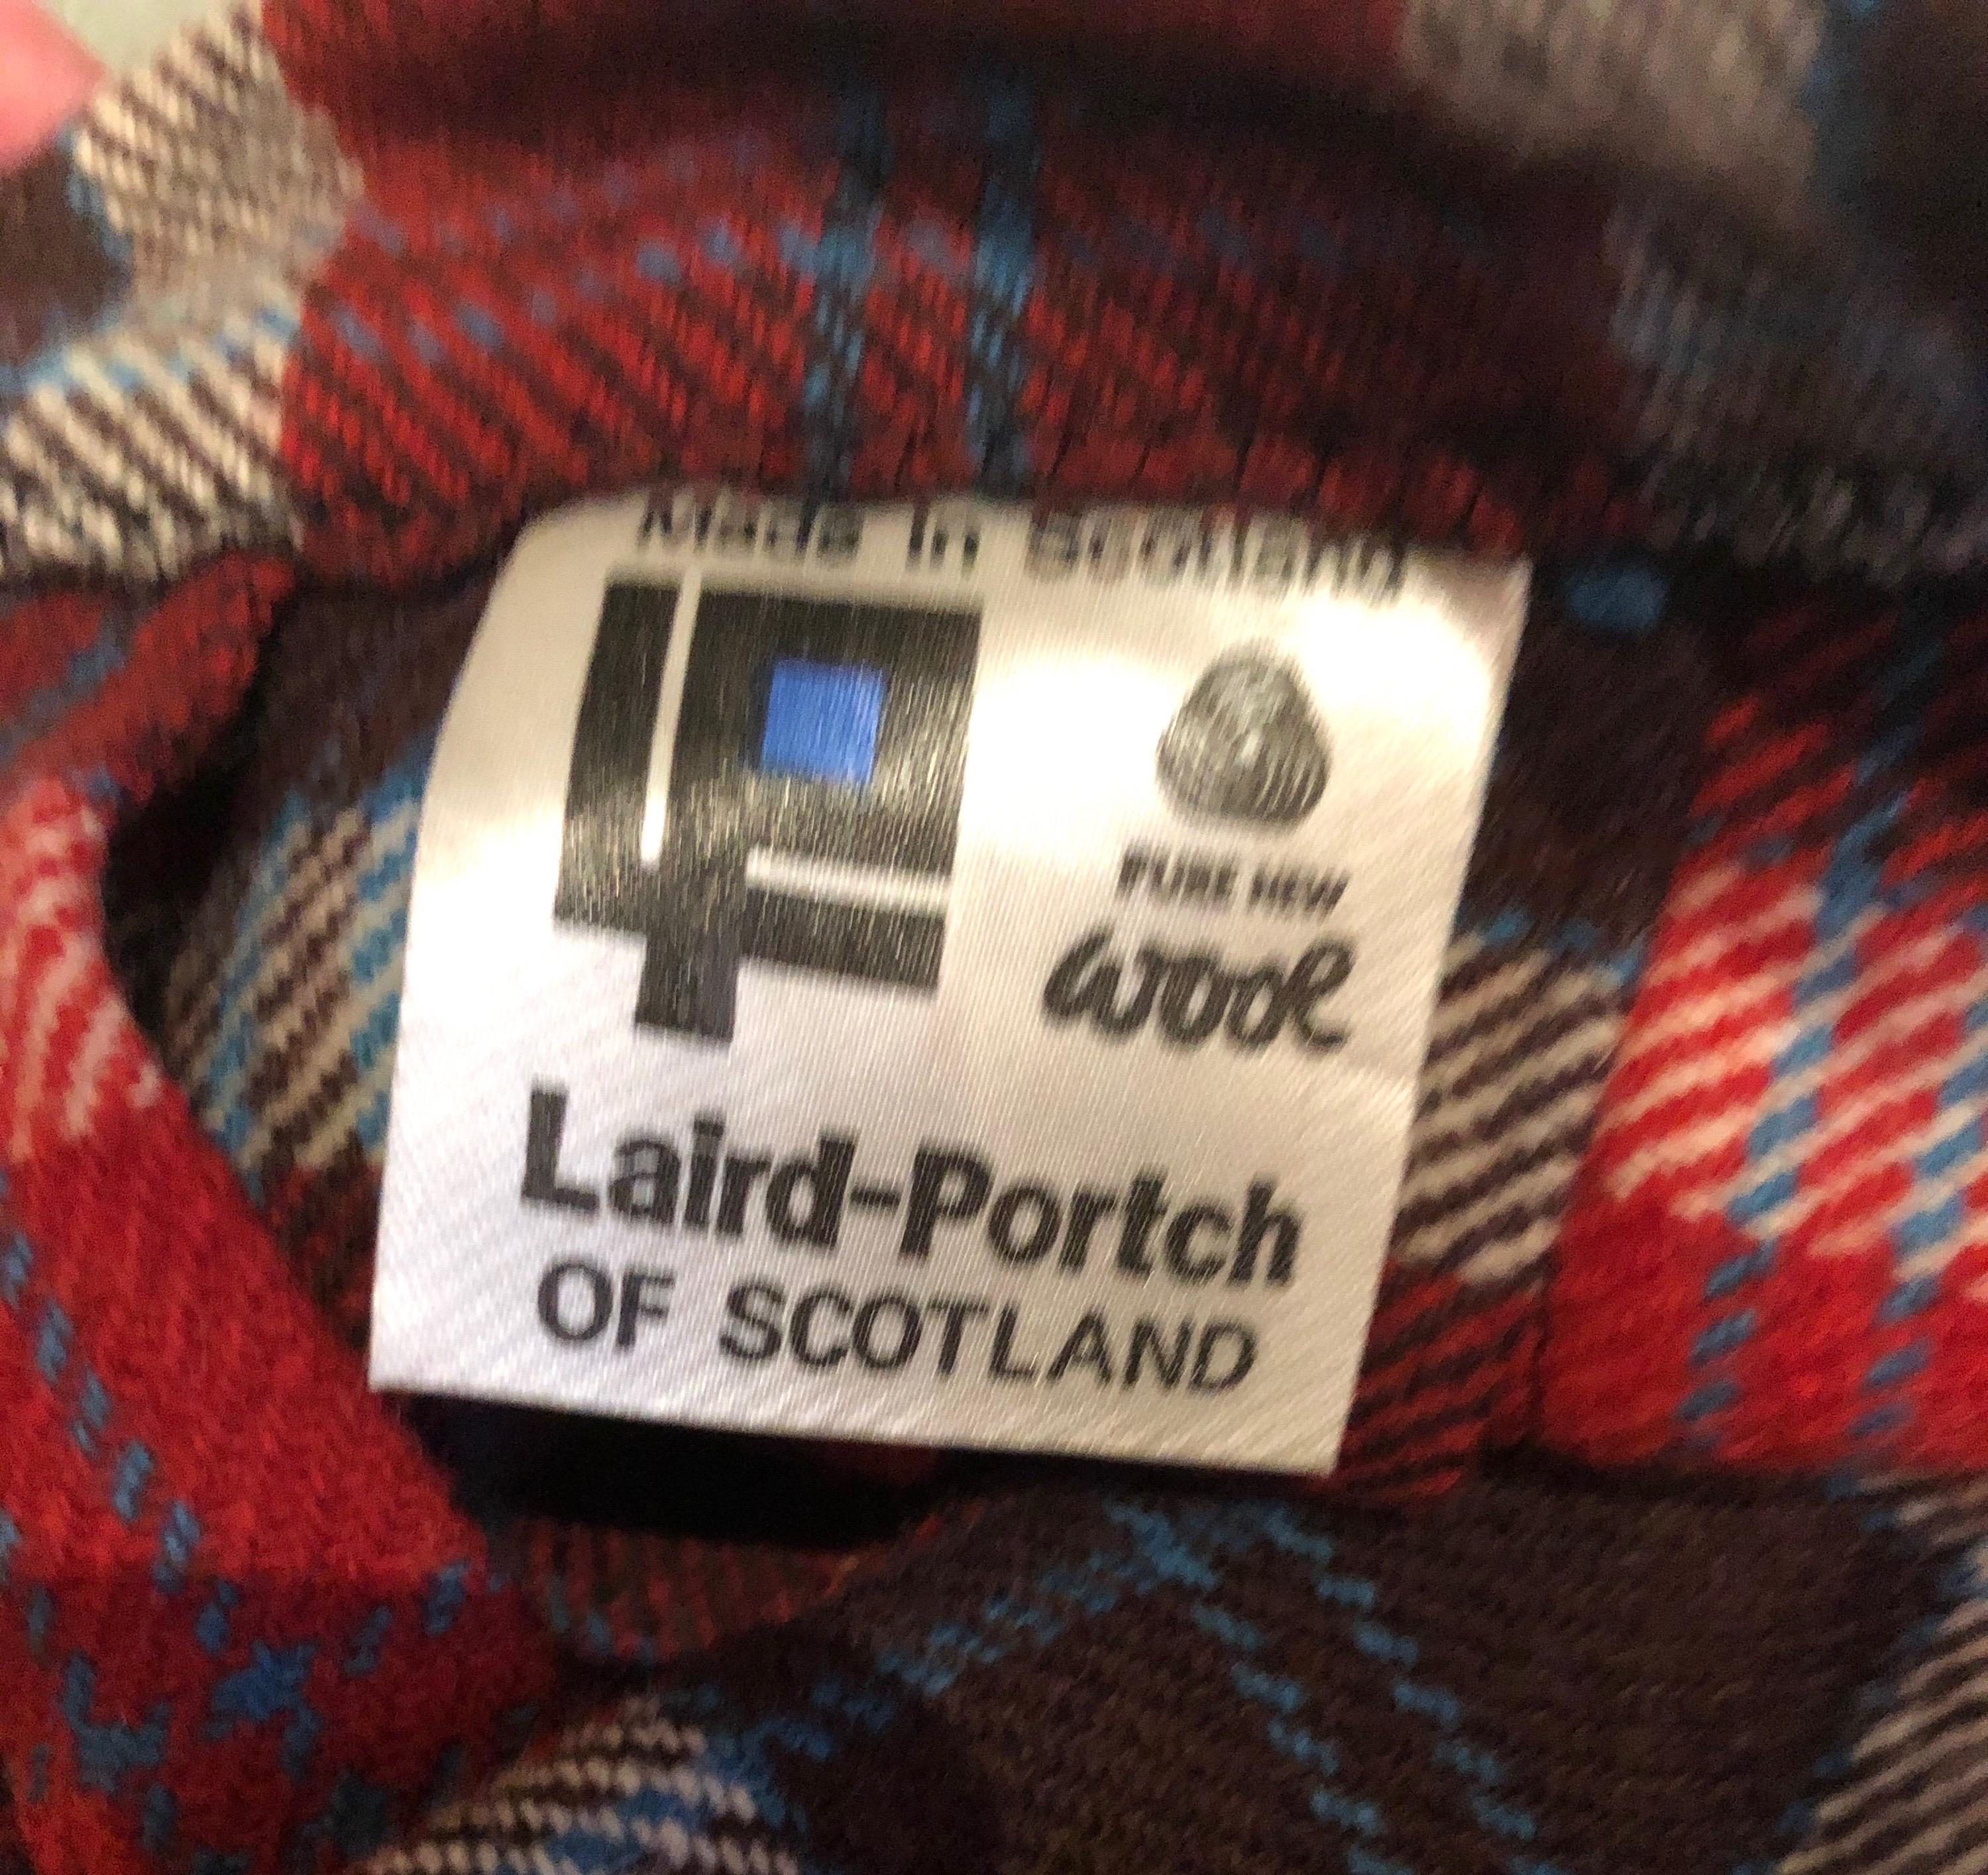 Made in Scotland
PURE NEW
WOOL
Laird-Portch
OF SCOTLAND